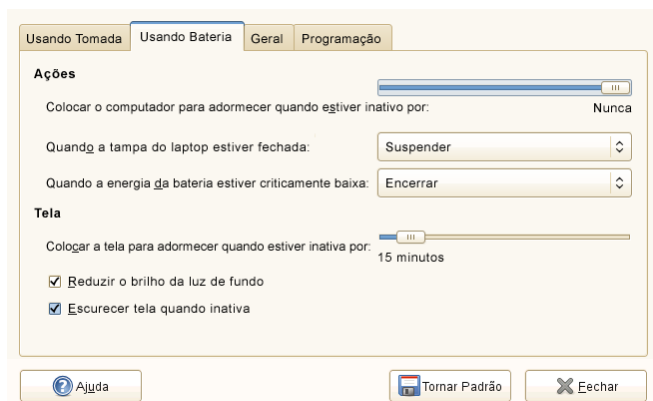 Usando Tomada Usando Bateria Geral Programação
Ações
Colocar o computador para adormecer quando estiver inativo por: Nunca
Quando a tampa do laptop estiver fechada: Suspender
Quando a energia da bateria estiver criticamente baixa: Encerrar
Tela
Colocar a tela para adormecer quando estiver inativa por:
15 minutos
Reduzir o brilho da luz de fundo
Escurecer tela quando inativa
Ajuda Tornar Padrão Fechar